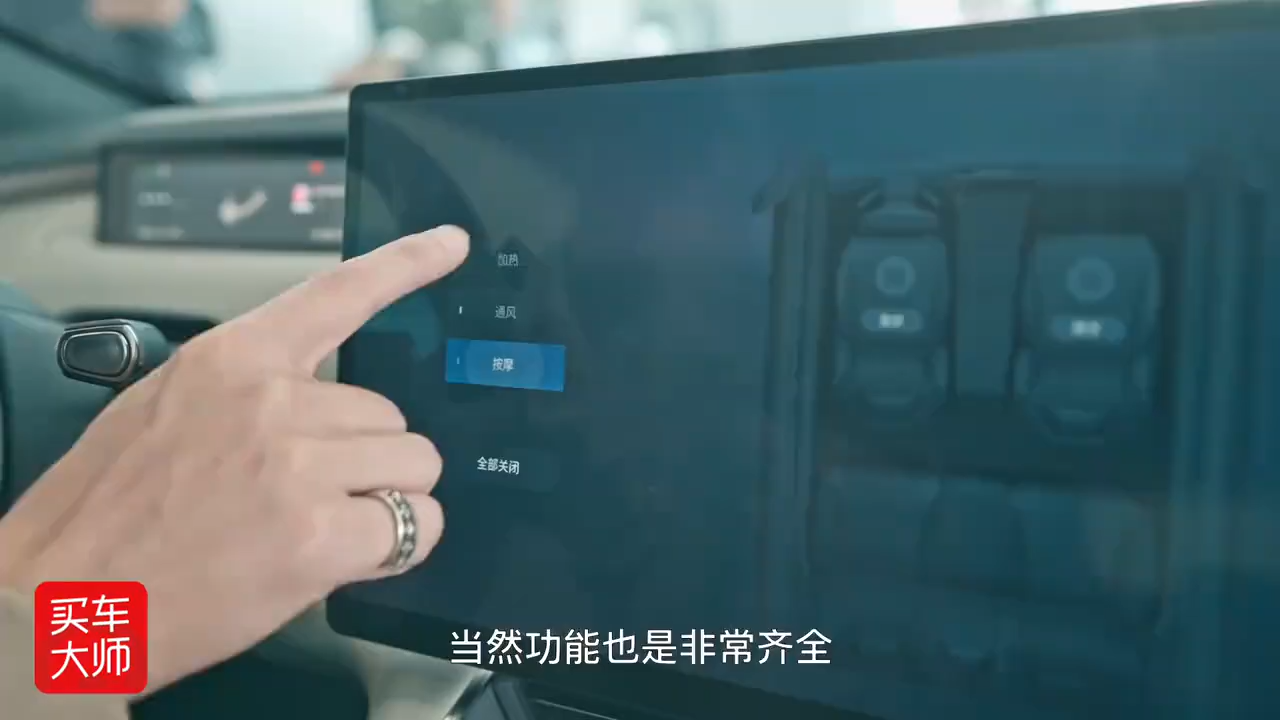 加热
通风
按摩
全部关闭
买车
大师
当然功能也是非常齐全